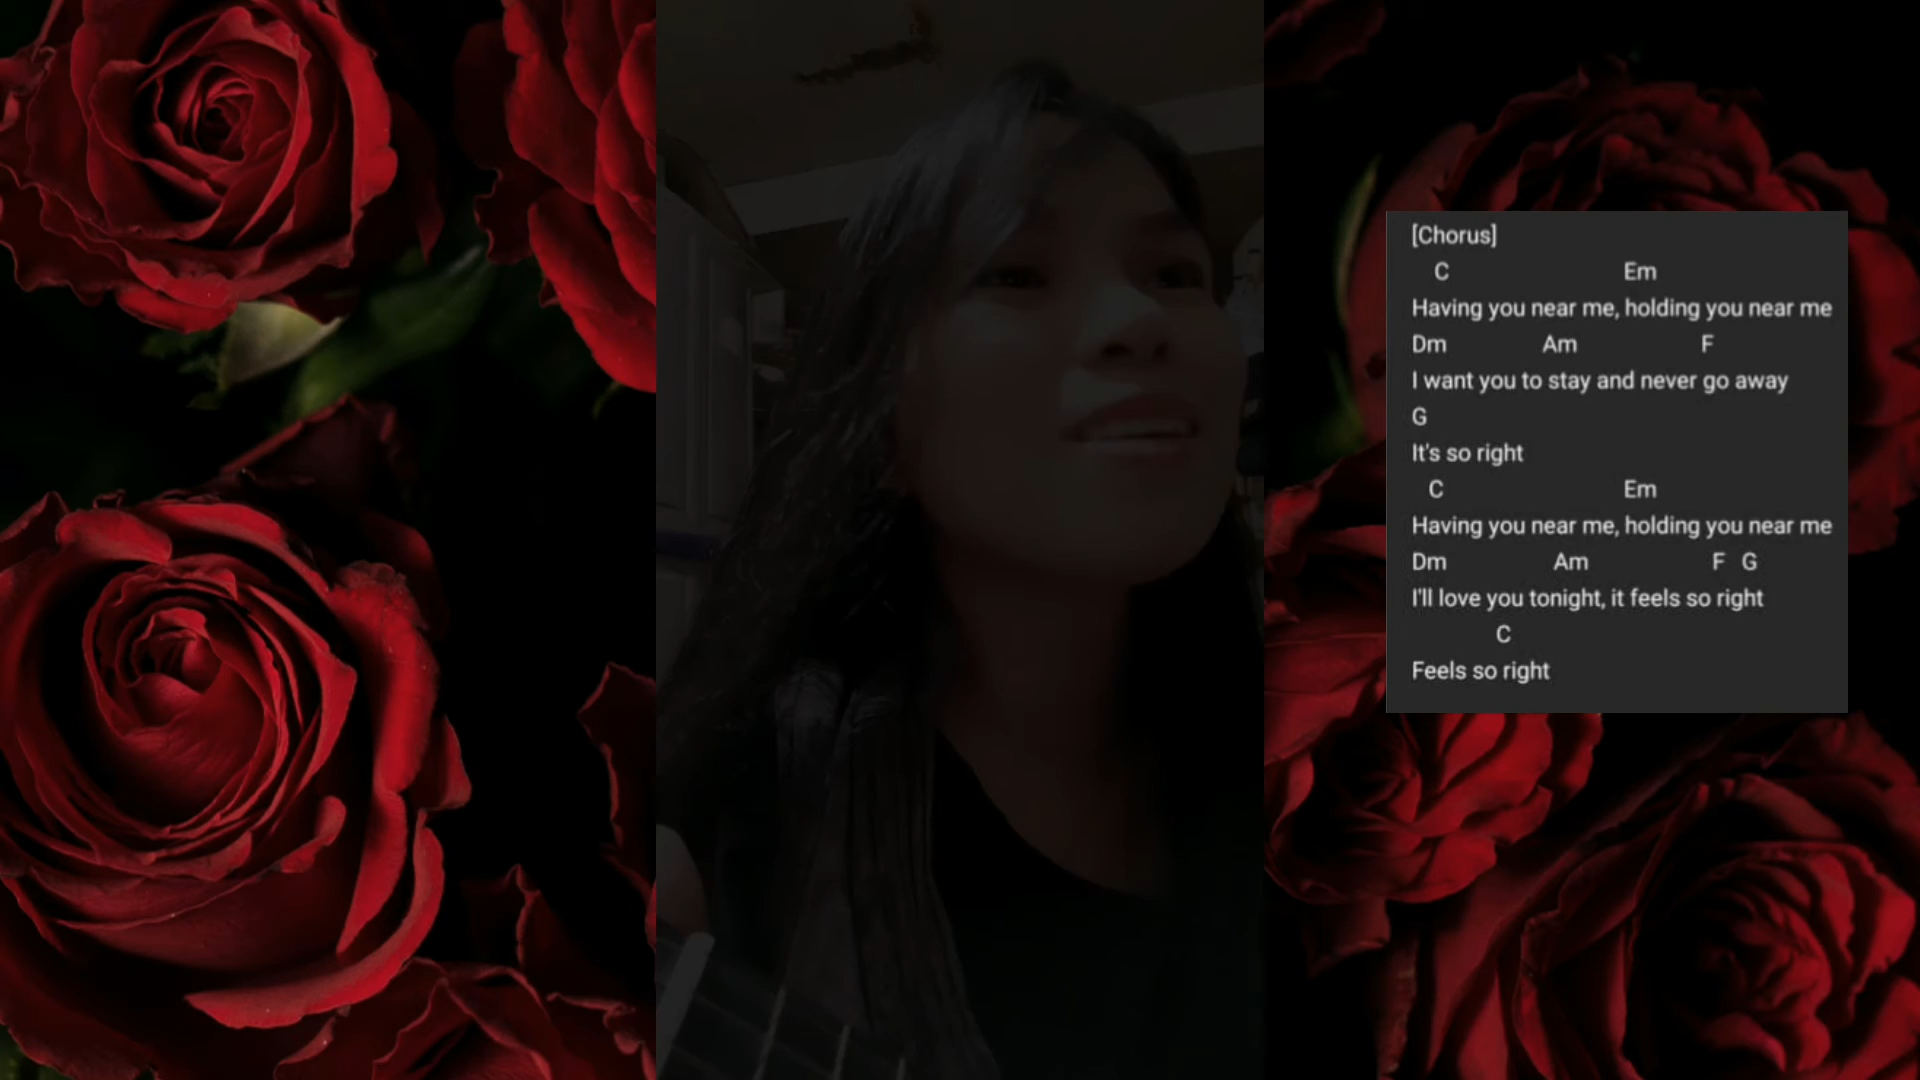 [Chorus]
C Em
Having you near me, holding you near me
Dm Am F
I want you to stay and never go away
G
It's so right
C Em
Having you near me, holding you near me
Dm Am F G
I'll love you tonight, it feels so right
C
Feels so right